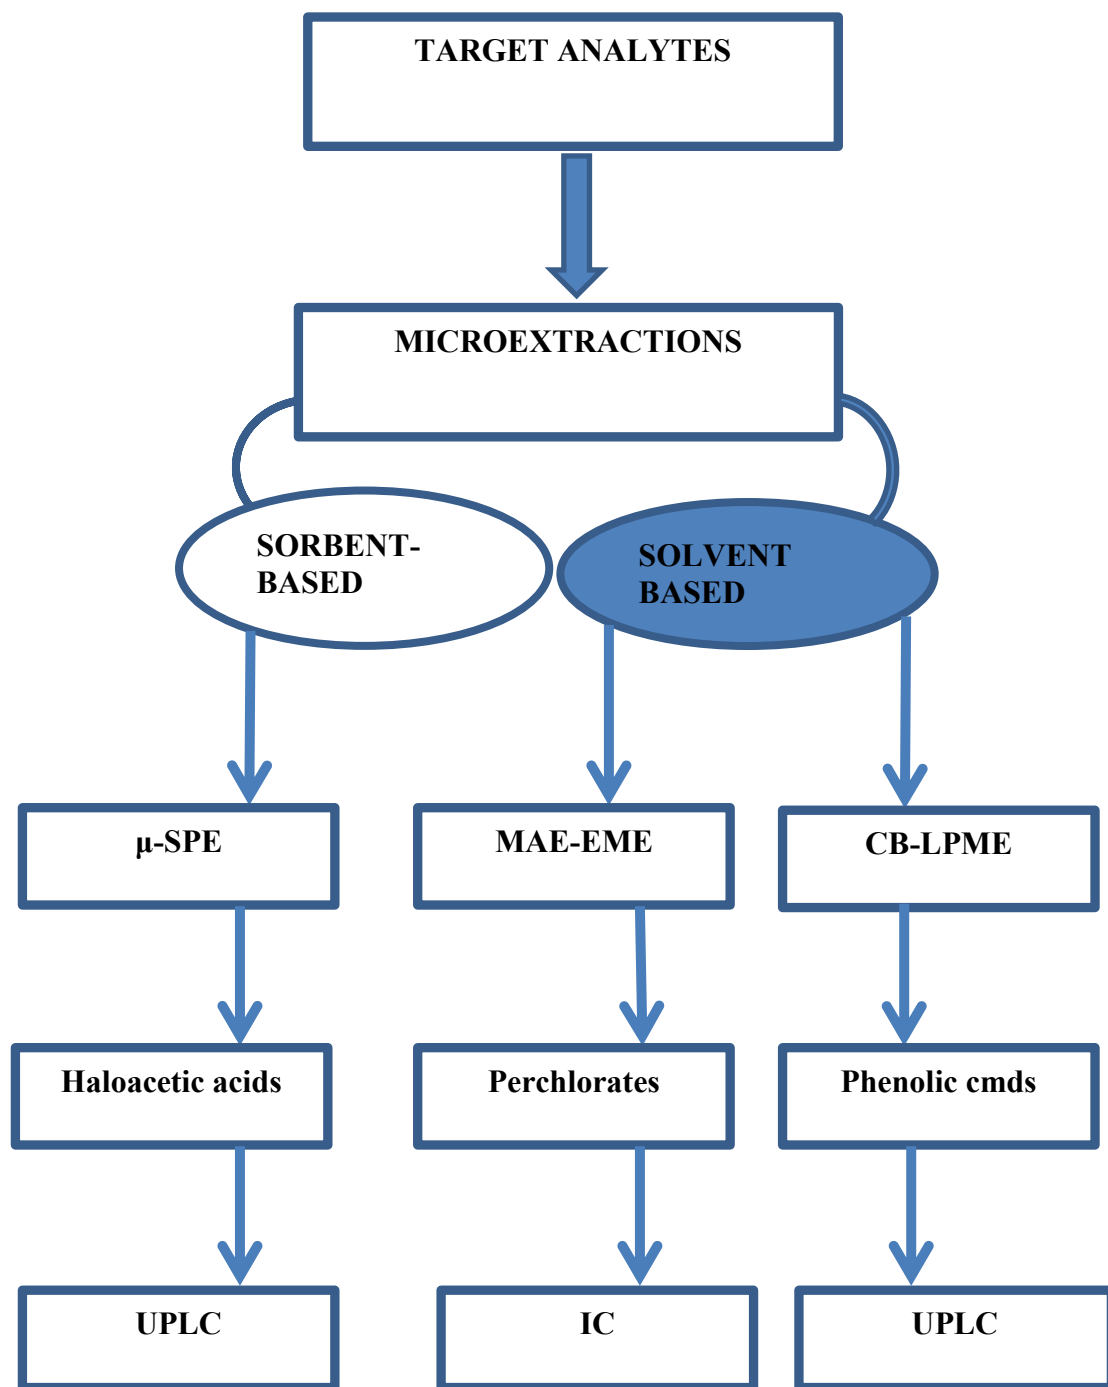 TARGET ANALYTES
MICROEXTRACTIONS
SORBENT-
BASED
SOLVENT
BASED
µ-SPE
MAE-EME
CB-LPME
Haloacetic acids
Perchlorates
Phenolic cmds
UPLC
IC
UPLC